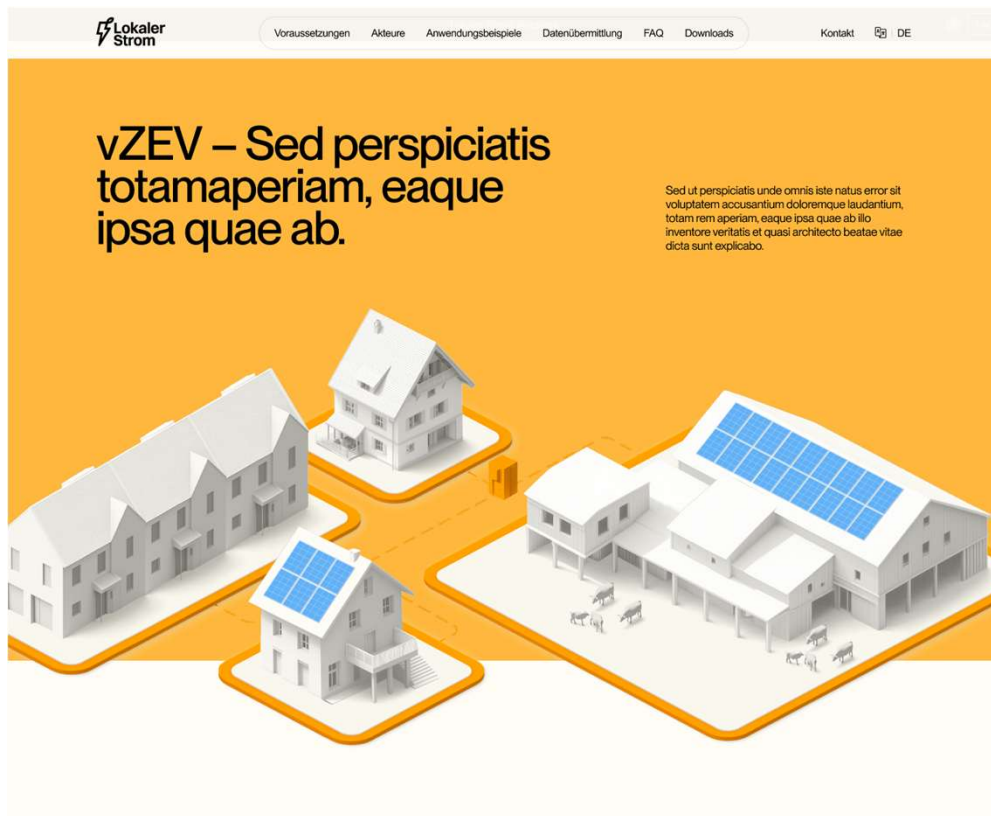 Lokaler
Strom
Voraussetzungen Akteure Anwendungsbeispiele Datenübermittlung FAQ Downloads Kontakt DE
vZEV – Sed perspiciatis
totamaperiam, eaque
ipsa quae ab.
Sed ut perspiciatis unde omnis iste natus error sit
voluptatem accusantium doloremque laudantium,
totam rem aperiam, eaque ipsa quae ab illo
inventore veritatis et quasi architecto beatae vitae
dicta sunt explicabo.